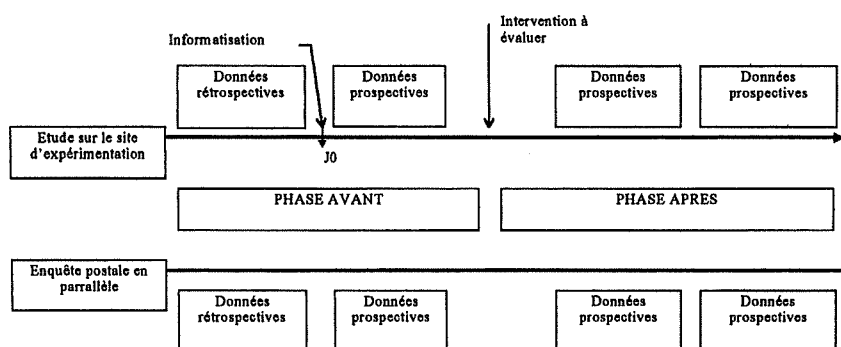 Intervention à
évaluer
Informatisation
Données
rétrospectives
Données
prospectives
Données
prospectives
Données
prospectives
Etude sur le site
d'expérimentation
J0
PHASE AVANT
PHASE APRES
Enquête postale en
parrallèle
Données
rétrospectives
Données
prospectives
Données
prospectives
Données
prospectives